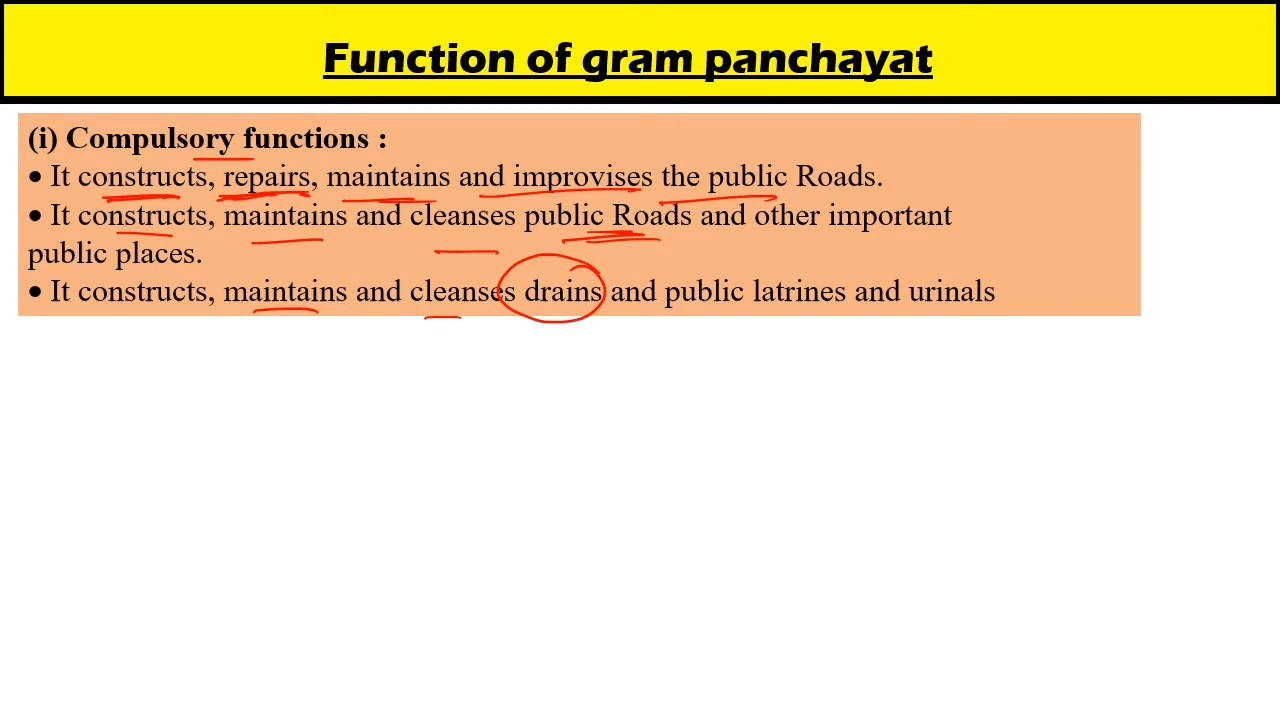 Function of gram panchayat
(i) Compulsory functions :
• It constructs, repairs, maintains and improvises the public Roads.
• It constructs, maintains and cleanses public Roads and other important
public places.
• It constructs, maintains and cleanses drains and public latrines and urinals